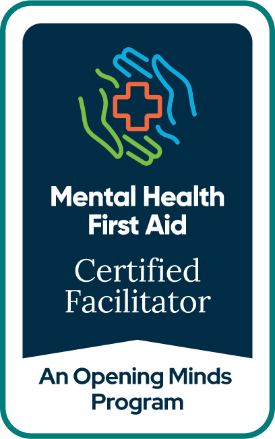 Mental Health
First Aid
Certified
Facilitator
An Opening Minds
Program